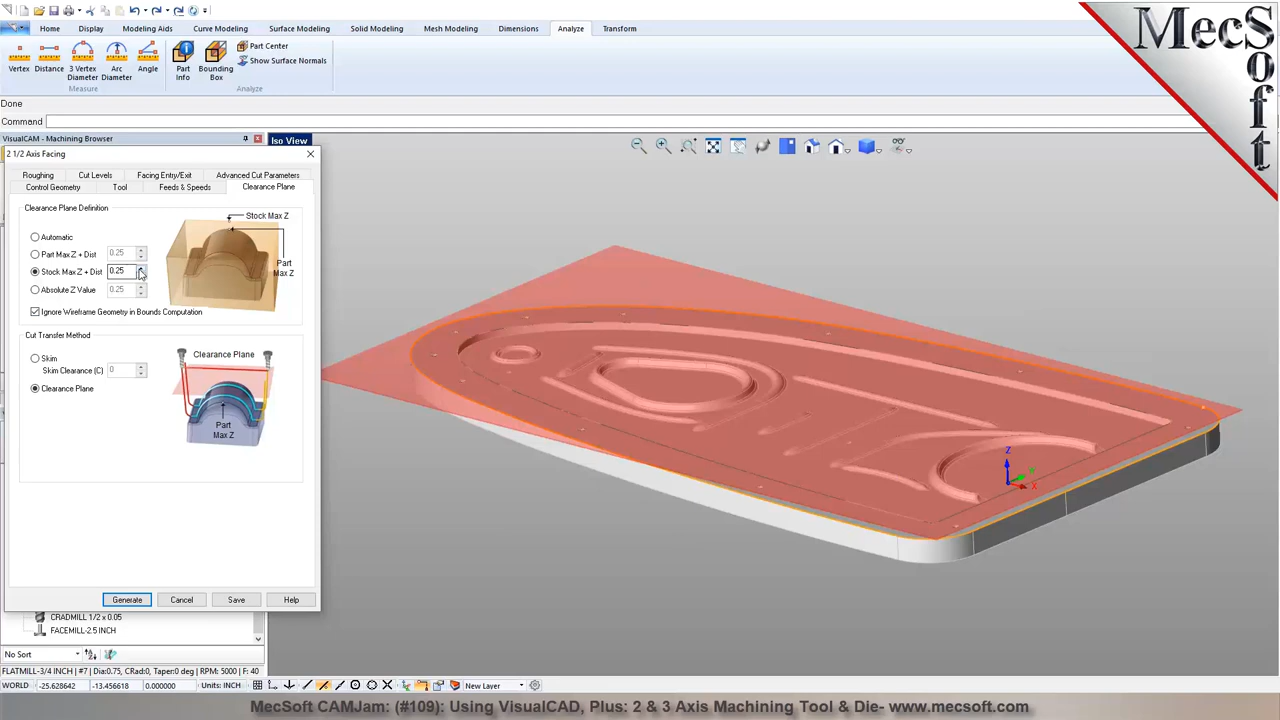 Home Display Modeling Aids Curve Modeling Surface Modeling Solid Modeling Mesh Modeling Dimensions Analyze Transform
Vertex Distance 3 Vertex Diameter Arc Diameter Angle Part Info Bounding Box Part Center
Show Surface Normals
Measure Analyze
Done
Command
VisualCAM - Machining Browser
Iso View
2 1/2 Axis Facing
Roughing Cut Levels Facing Entry/Exit Advanced Cut Parameters
Control Geometry Tool Feeds & Speeds Clearance Plane
Clearance Plane Definition
Stock Max Z
Automatic
Part Max Z + Dist 0.25
Part Max Z
Stock Max Z + Dist 0.25
Absolute Z Value 0.25
Ignore Wireframe Geometry in Bounds Computation
Cut Transfer Method
Skim
Clearance Plane
Skim Clearance (C) 0
Clearance Plane
Part Max Z
Generate Cancel Save Help
CRADMILL 1/2 x 0.05
FACEMILL-2.5 INCH
No Sort
FLATMILL-3/4 INCH | #7 | Dia:0.75, CRad:0, Taper:0 deg | RPM: 5000 | F: 40
WORLD -25.628642 -13.456618 0.000000 Units: INCH New Layer
Z
Y
X
MecSoft
MecSoft CAMJam: (#109): Using VisualCAD, Plus: 2 & 3 Axis Machining Tool & Die- www.mecsoft.com